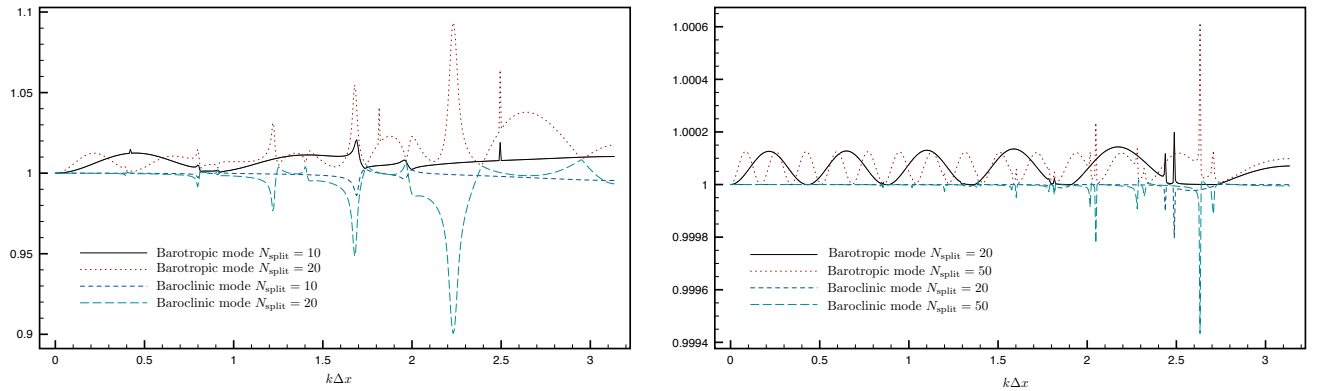 1.1
1.05
1
0.95
0.9
Barotropic mode N_split = 10
Barotropic mode N_split = 20
Baroclinic mode N_split = 10
Baroclinic mode N_split = 20
0 0.5 1 1.5 2 2.5 3
kΔx
1.0006
1.0004
1.0002
1
0.9998
0.9996
0.9994
Barotropic mode N_split = 20
Barotropic mode N_split = 50
Baroclinic mode N_split = 20
Baroclinic mode N_split = 50
0 0.5 1 1.5 2 2.5 3
kΔx